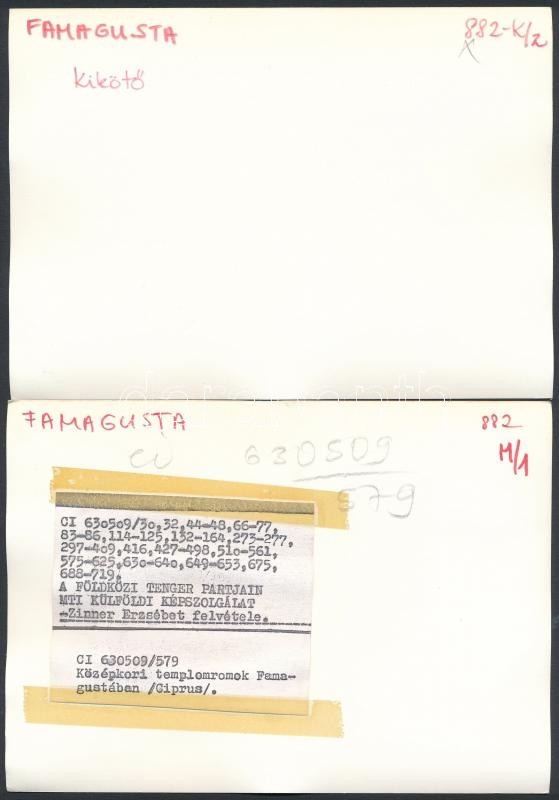 FAMAGUSTA
882-K/2
Kikötő
FAMAGUSTA
882
M/1
CI 630509
579
CI 630509/30,32,44-48,66-77,
83-86,114-125,132-164,273-277,
297-409,416,427-498,510-561,
575-625,630-640,649-653,675,
688-719.
A FÖLDKÖZI TENGER PARTJAIN
MTI KÜLFÖLDI KÉPSZOLGÁLAT
-Zinner Erzsébet felvétele.
CI 630509/579
Középkori templomromok Fama-
gustában /Ciprus/.